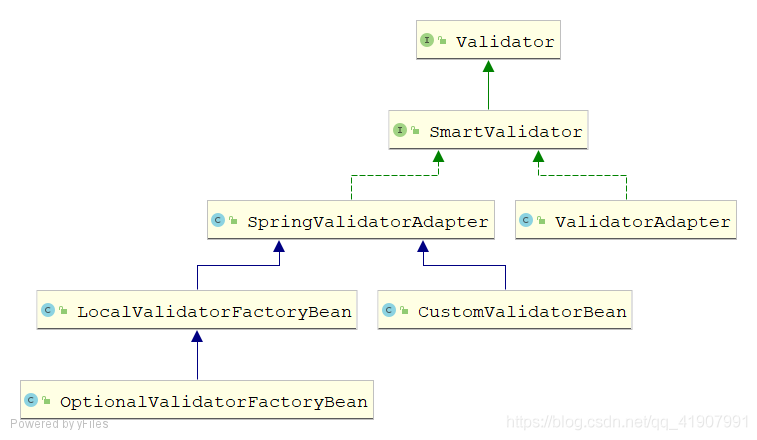 I Validator
I SmartValidator
C SpringValidatorAdapter
C ValidatorAdapter
C LocalValidatorFactoryBean
C CustomValidatorBean
C OptionalValidatorFactoryBean
Powered by yFiles
https://blog.csdn.net/qq_41907991